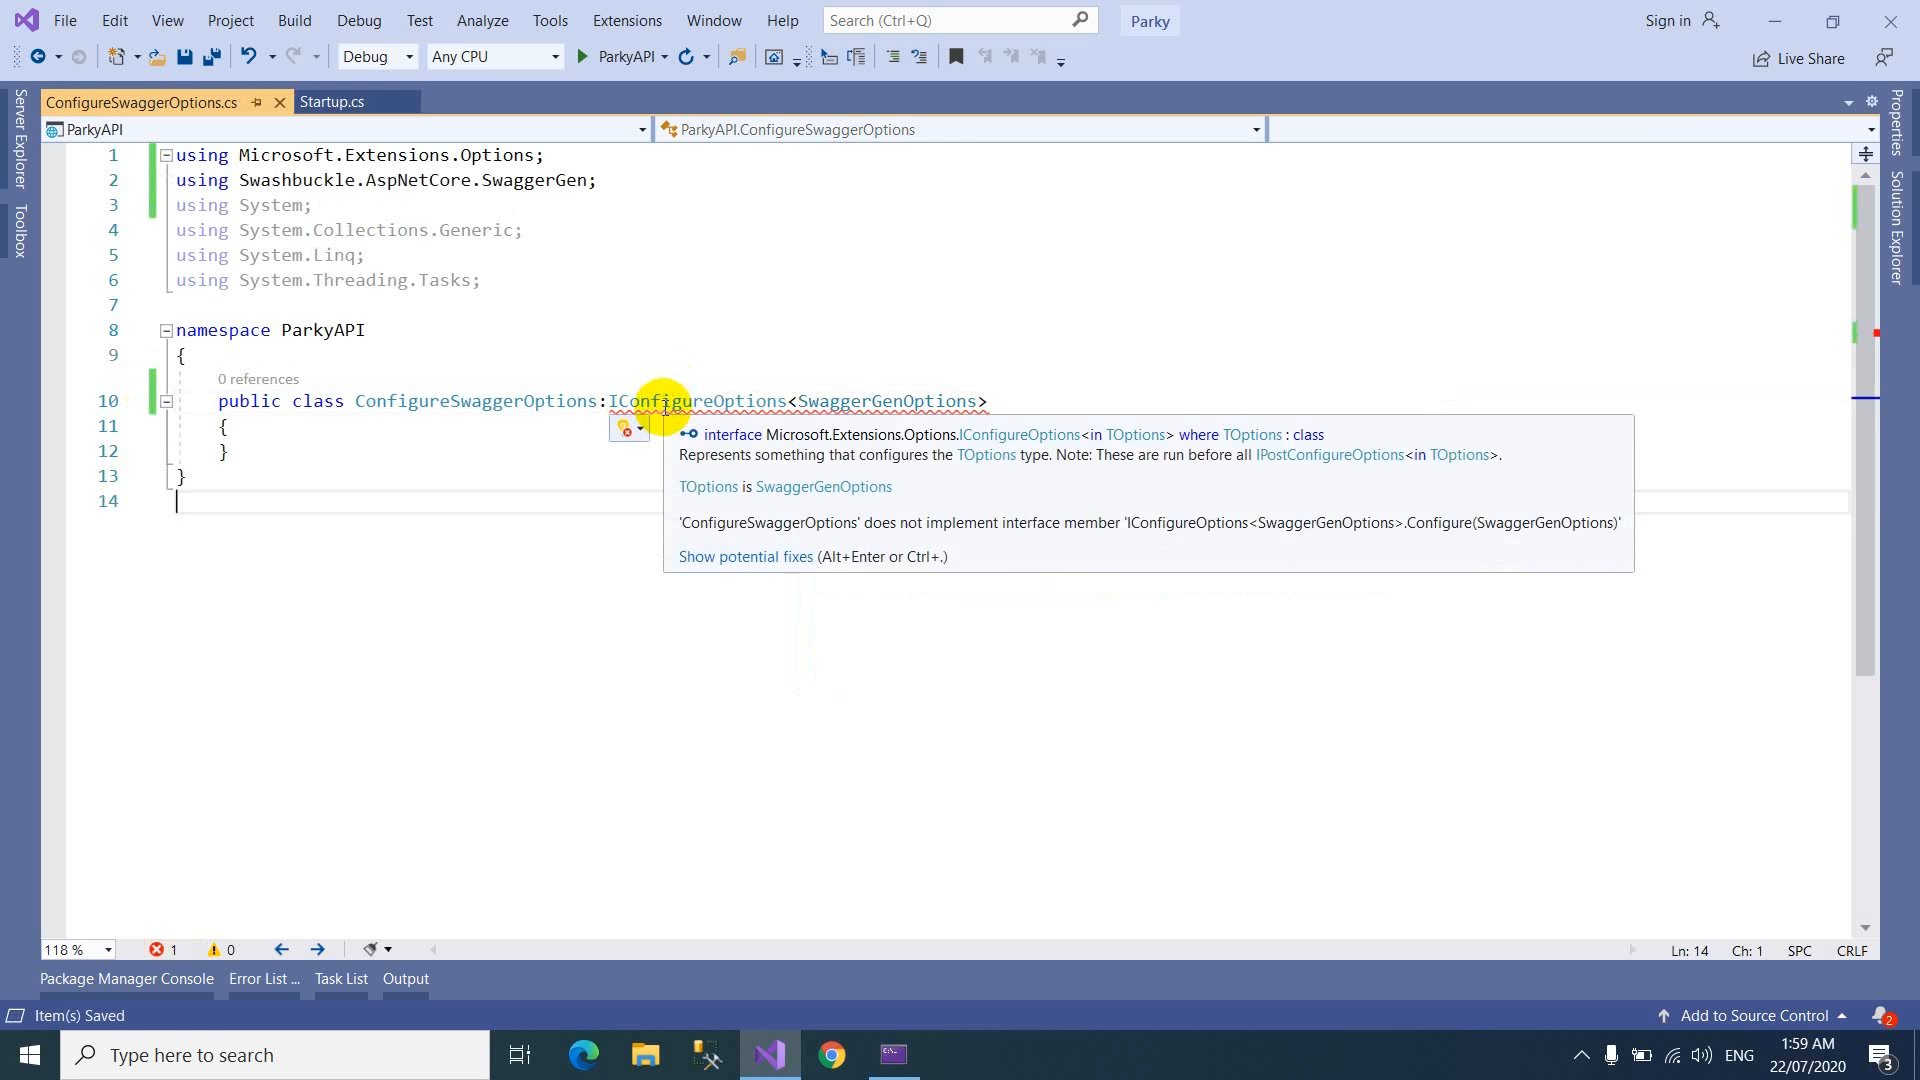 File Edit View Project Build Debug Test Analyze Tools Extensions Window Help Search (Ctrl+Q) Parky Sign in
Debug Any CPU ParkyAPI Live Share
ConfigureSwaggerOptions.cs Startup.cs
ParkyAPI ParkyAPI.ConfigureSwaggerOptions
Server Explorer
Toolbox
Properties
Solution Explorer
1 using Microsoft.Extensions.Options;
2 using Swashbuckle.AspNetCore.SwaggerGen;
3 using System;
4 using System.Collections.Generic;
5 using System.Linq;
6 using System.Threading.Tasks;
7
8 namespace ParkyAPI
9 {
0 references
10 public class ConfigureSwaggerOptions:IConfigureOptions<SwaggerGenOptions>
11 {
12 }
13 }
14
interface Microsoft.Extensions.Options.IConfigureOptions<in TOptions> where TOptions : class
Represents something that configures the TOptions type. Note: These are run before all IPostConfigureOptions<in TOptions>.
TOptions is SwaggerGenOptions
'ConfigureSwaggerOptions' does not implement interface member 'IConfigureOptions<SwaggerGenOptions>.Configure(SwaggerGenOptions)'
Show potential fixes (Alt+Enter or Ctrl+.)
118 % 1 0 Ln: 14 Ch: 1 SPC CRLF
Package Manager Console Error List ... Task List Output
Item(s) Saved Add to Source Control 2
Type here to search ENG 1:59 AM
22/07/2020 3